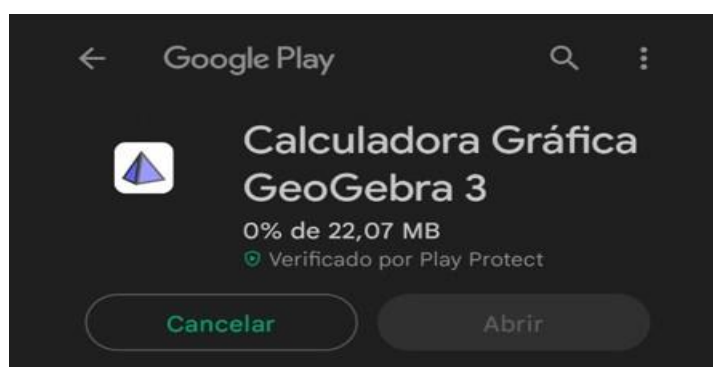 Google Play
Calculadora Gráfica
GeoGebra 3
0% de 22,07 MB
Verificado por Play Protect
Cancelar
Abrir